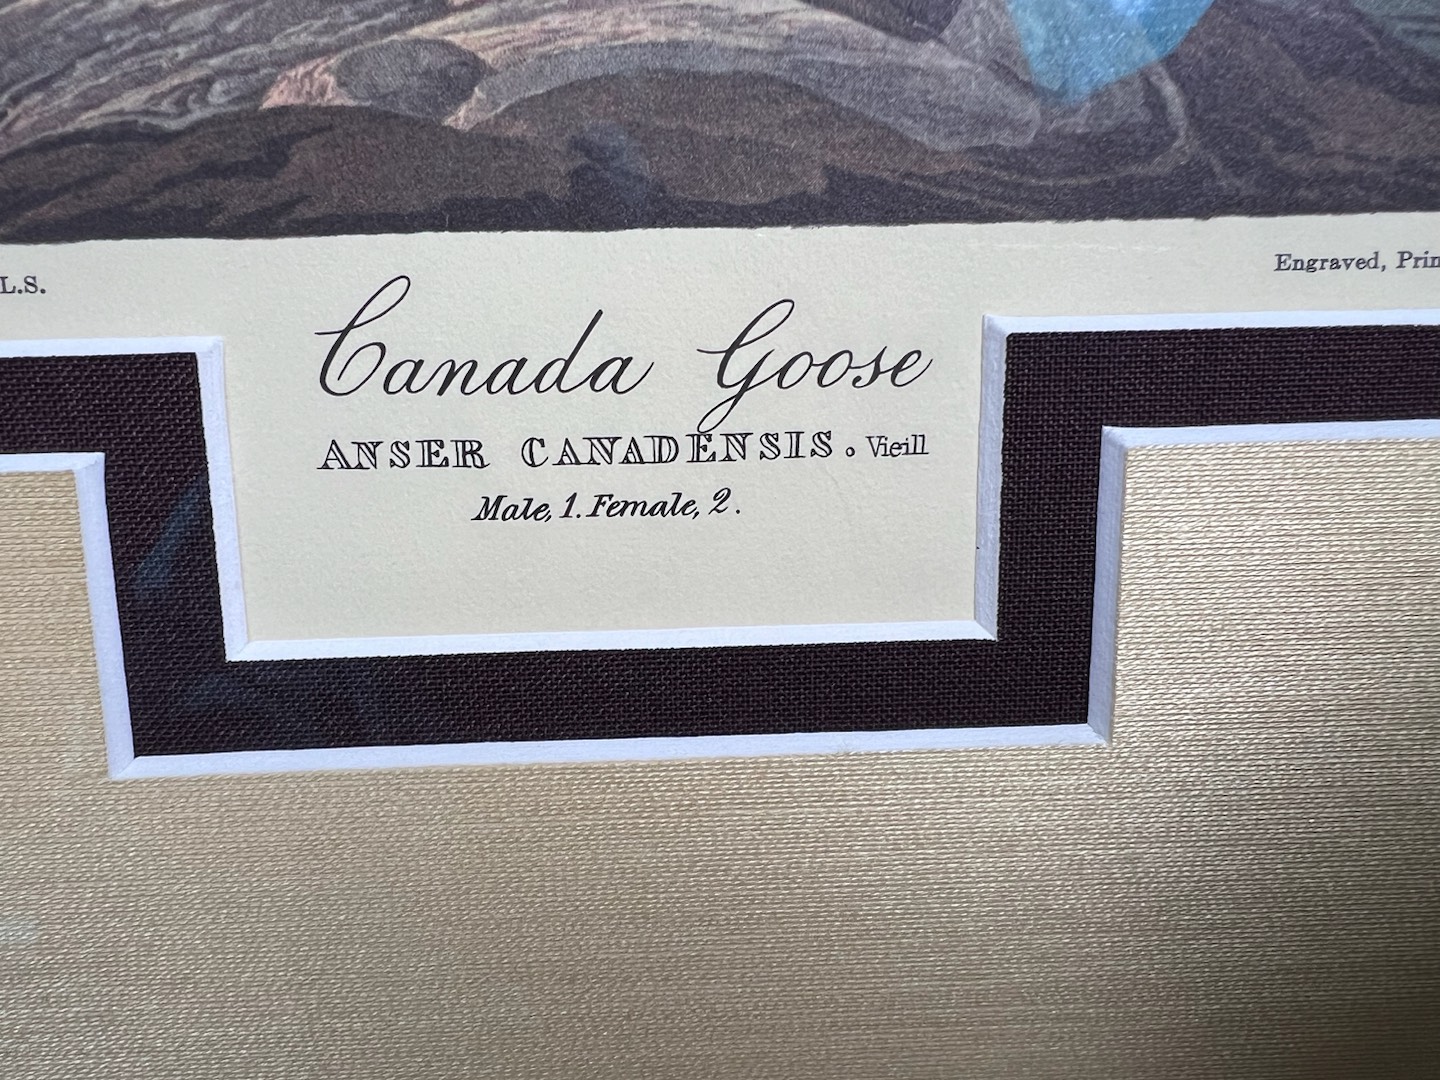 L.S.
Engraved, Prin
Canada Goose
ANSER CANADENSIS. Vieill
Male, 1. Female, 2.